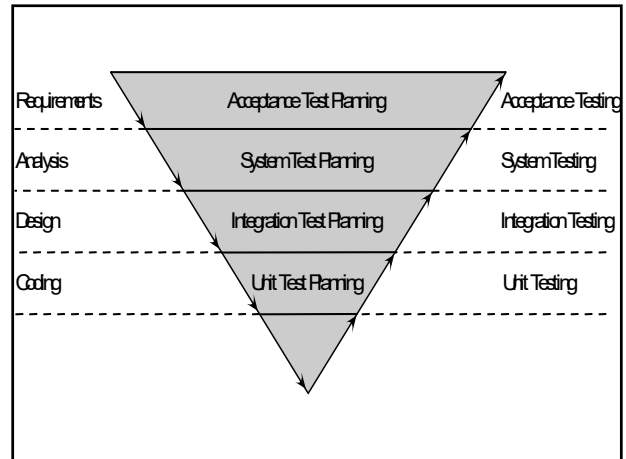 Requirements Acceptance Test Planning Acceptance Testing
Analysis System Test Planning System Testing
Design Integration Test Planning Integration Testing
Coding Unit Test Planning Unit Testing